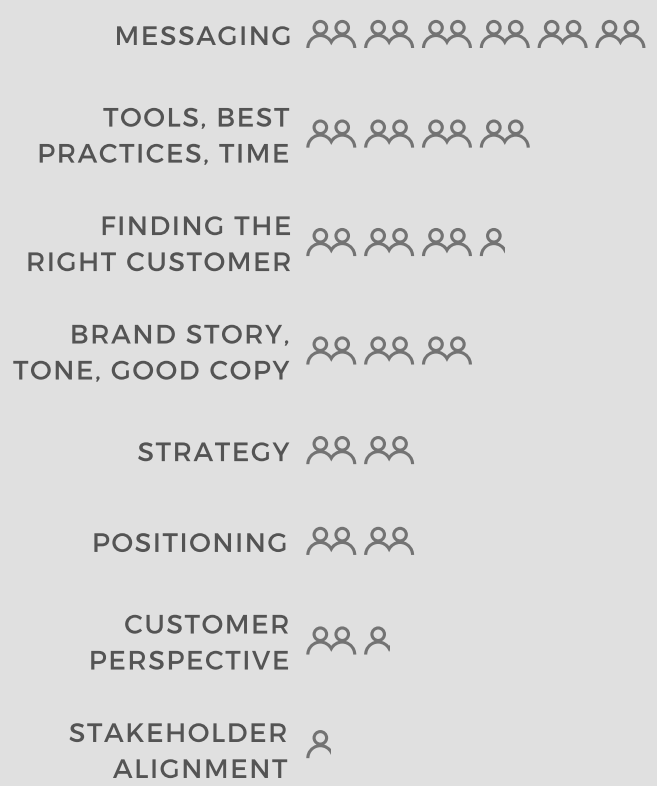 MESSAGING
TOOLS, BEST
PRACTICES, TIME
FINDING THE
RIGHT CUSTOMER
BRAND STORY,
TONE, GOOD COPY
STRATEGY
POSITIONING
CUSTOMER
PERSPECTIVE
STAKEHOLDER
ALIGNMENT